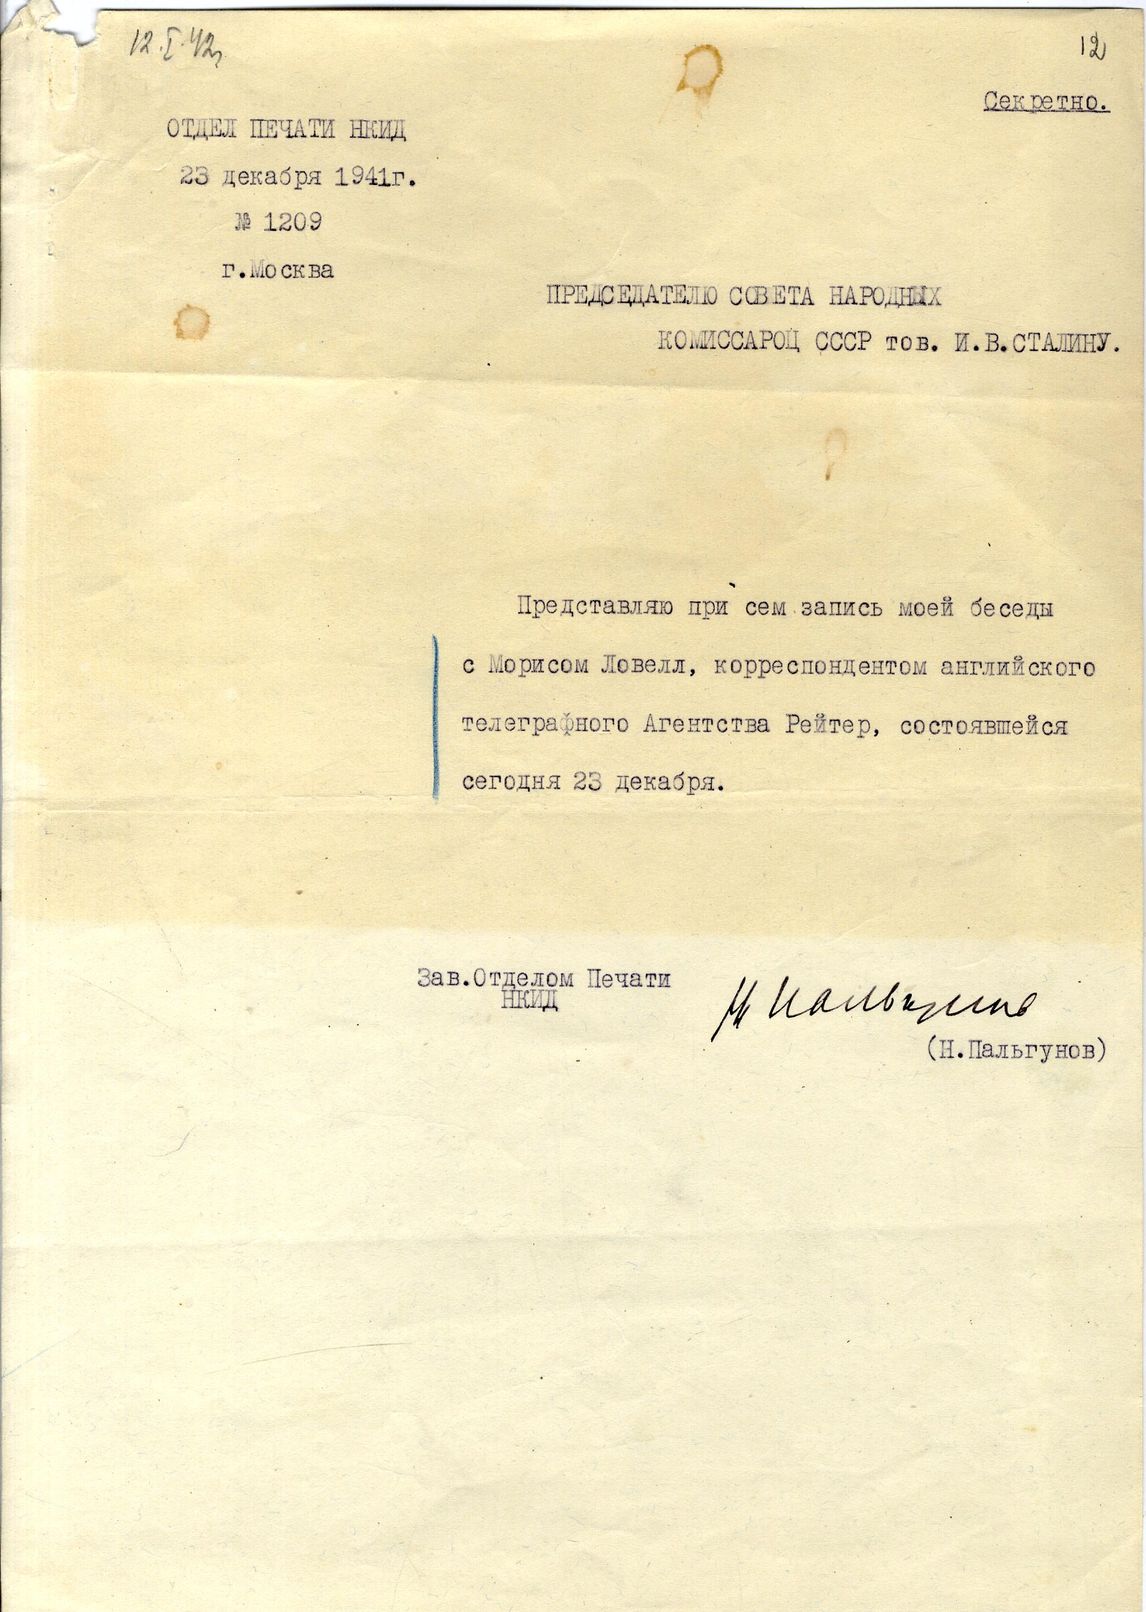 12.I.42г.
12
Секретно.
ОТДЕЛ ПЕЧАТИ НКИД
23 декабря 1941г.
№ 1209
г.Москва
ПРЕДСЕДАТЕЛЮ СОВЕТА НАРОДНЫХ
КОМИССАРОЦ СССР тов. И.В.СТАЛИНУ.
Представляю при сем запись моей беседы
с Морисом Ловелл, корреспондентом английского
телеграфного Агентства Рейтер, состоявшейся
сегодня 23 декабря.
Зав.Отделом Печати
НКИД
Н Пальгунов
(Н.Пальгунов)